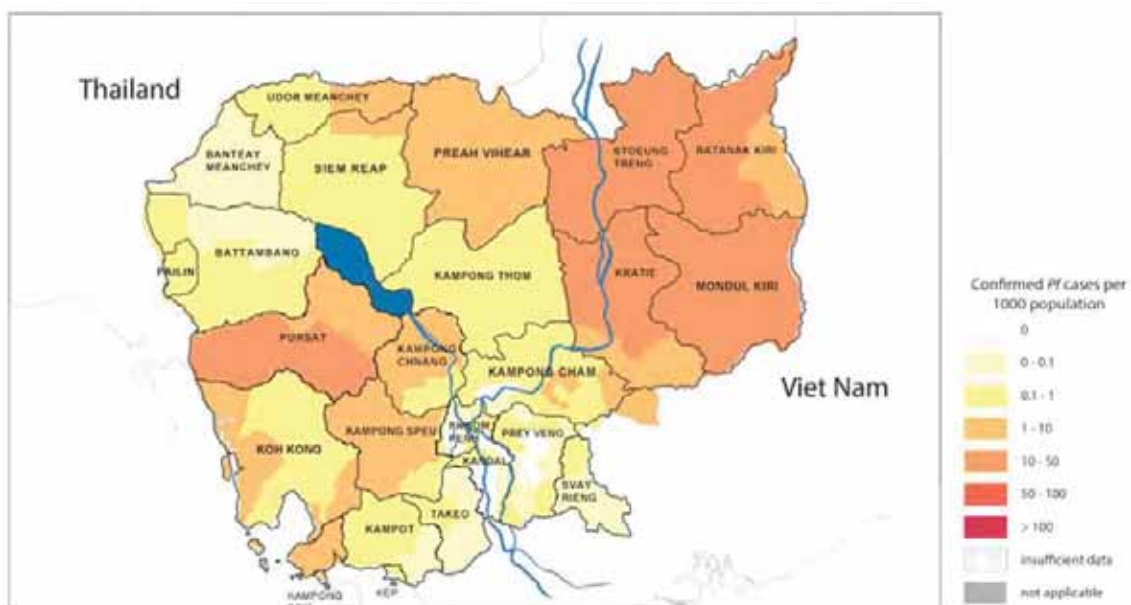 Thailand
UDOR MEANCHEY
BANTEAY
MEANCHEY
SIEM REAP
PREAH VIHEAR
STOEUNG
TRENG
RATANAK KIRI
BATTAMBANG
PAILIN
KAMPONG THOM
KRATIE
MONDUL KIRI
PURSAT
KAMPONG
CHNANG
KAMPONG CHAM
Viet Nam
KOH KONG
KAMPONG SPEU
PREY VENG
KANDAL
SVAY
RIENG
TAKEO
KAMPOT
KEP
KAMPONG
Confirmed Pf cases per
1000 population
0
0 - 0.1
0.1 - 1
1 - 10
10 - 50
50 - 100
> 100
insufficient data
not applicable